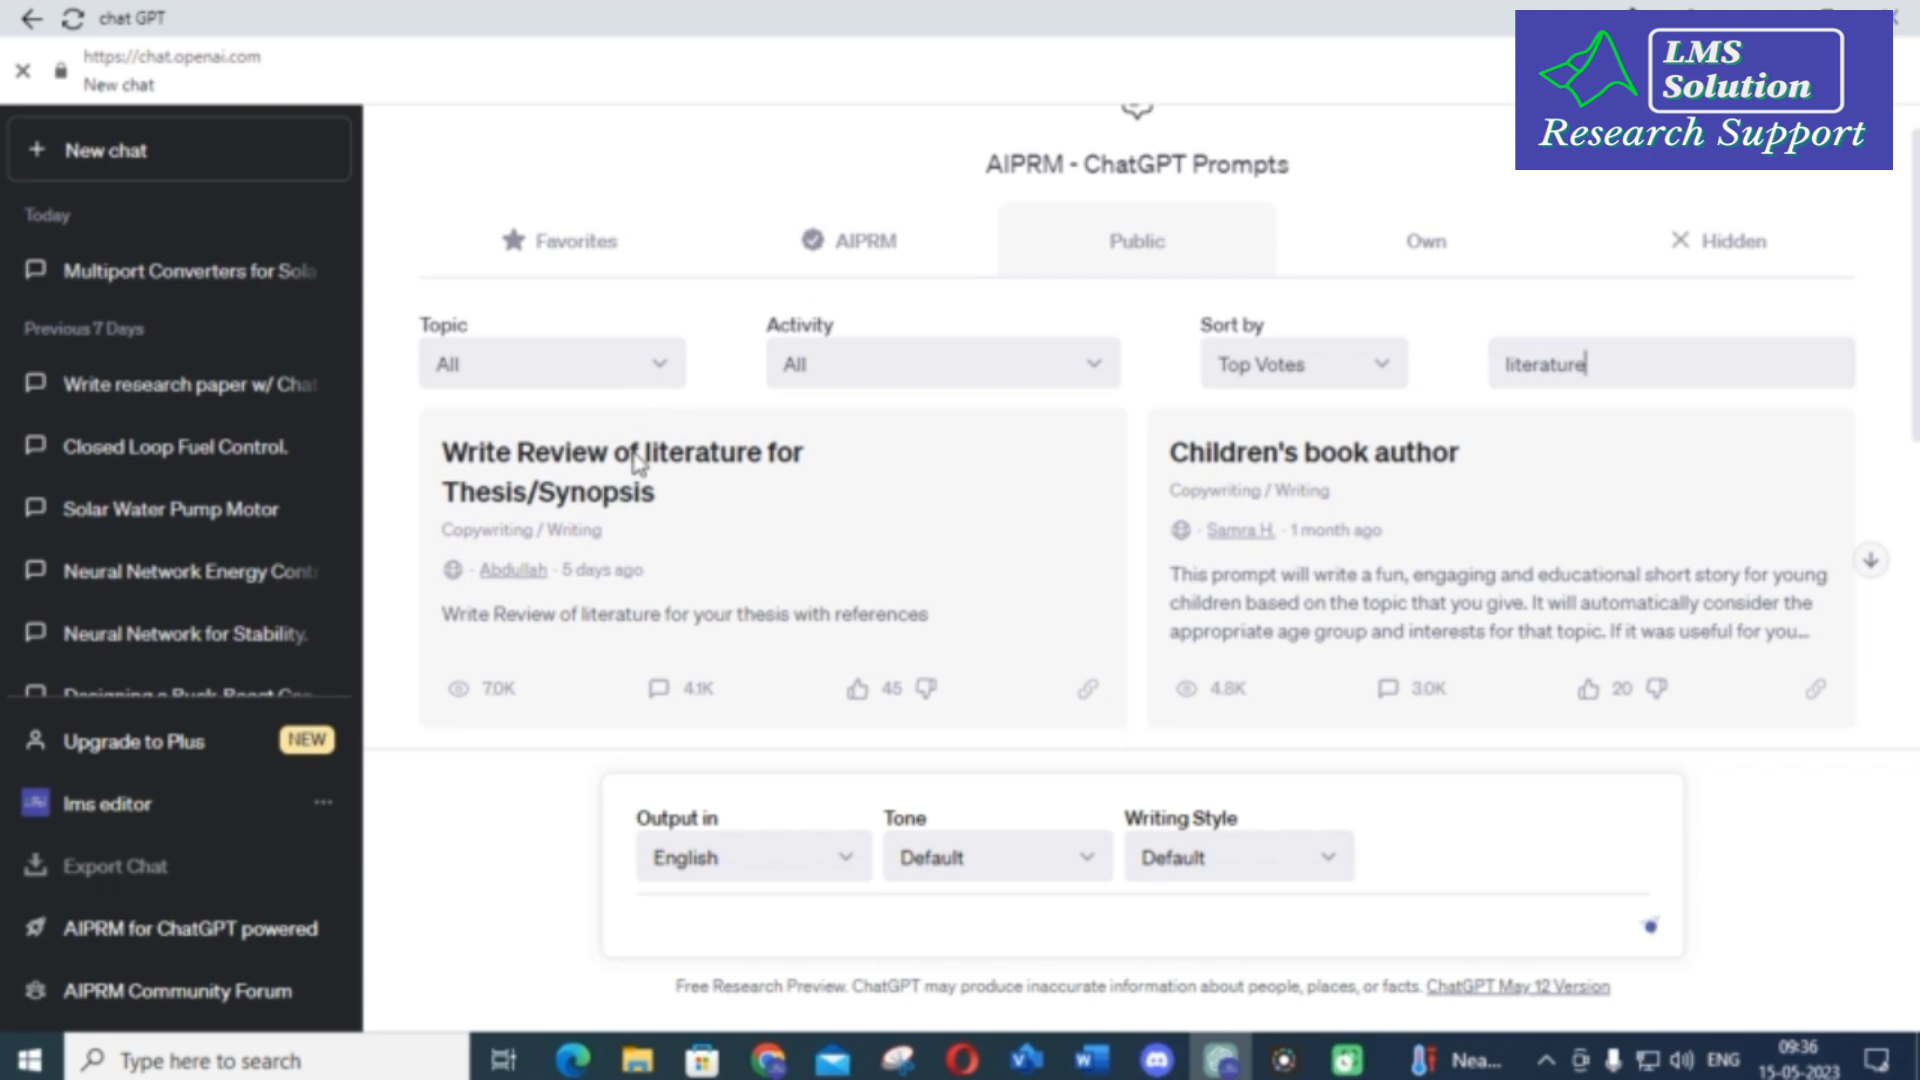 chat GPT
https://chat.openai.com
New chat
LMS
Solution
Research Support
New chat
Today
Multiport Converters for Sola
Previous 7 Days
Write research paper w/ Chat
Closed Loop Fuel Control.
Solar Water Pump Motor
Neural Network Energy Cont
Neural Network for Stability.
Designing a Buck-Boost Con
Upgrade to Plus
NEW
lms editor
Export Chat
AIPRM for ChatGPT powered
AIPRM Community Forum
AIPRM - ChatGPT Prompts
Favorites
AIPRM
Public
Own
Hidden
Topic
Activity
Sort by
All
All
Top Votes
literature
Write Review of literature for
Thesis/Synopsis
Copywriting / Writing
· Abdullah · 5 days ago
Write Review of literature for your thesis with references
7.0K
4.1K
45
Children's book author
Copywriting / Writing
· Samra H. · 1 month ago
This prompt will write a fun, engaging and educational short story for young
children based on the topic that you give. It will automatically consider the
appropriate age group and interests for that topic. If it was useful for you...
4.8K
3.0K
20
Output in
Tone
Writing Style
English
Default
Default
Free Research Preview. ChatGPT may produce inaccurate information about people, places, or facts. ChatGPT May 12 Version
Type here to search
Nea...
ENG
09:36
15-05-2023